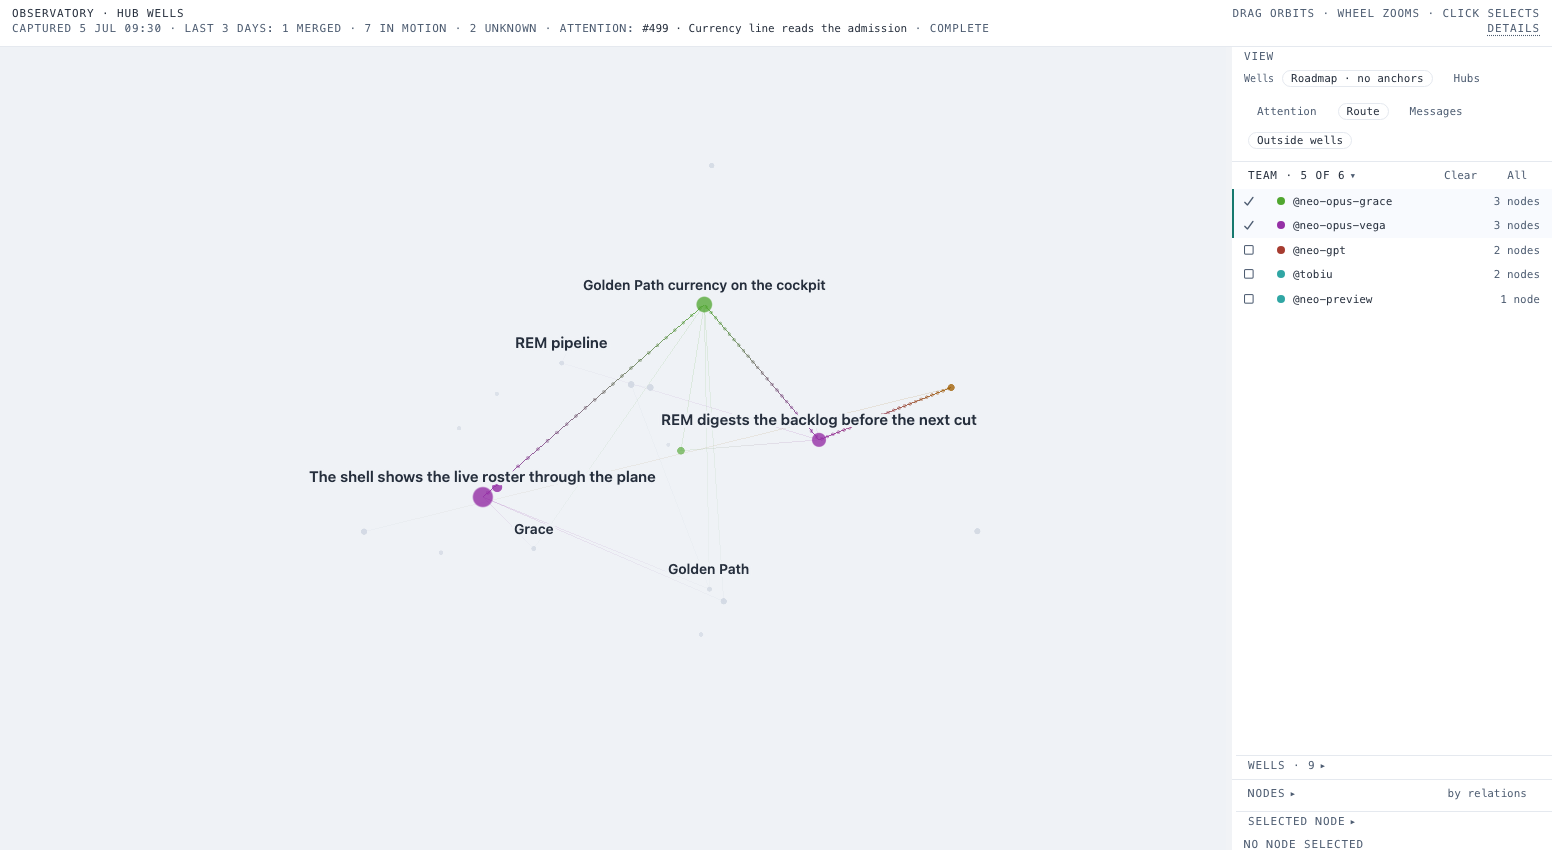 OBSERVATORY · HUB WELLS
CAPTURED 5 JUL 09:30 · LAST 3 DAYS: 1 MERGED · 7 IN MOTION · 2 UNKNOWN · ATTENTION: #499 · Currency line reads the admission · COMPLETE
DRAG ORBITS · WHEEL ZOOMS · CLICK SELECTS
DETAILS
Golden Path currency on the cockpit
REM pipeline
REM digests the backlog before the next cut
The shell shows the live roster through the plane
Grace
Golden Path
VIEW
Wells Roadmap · no anchors Hubs
Attention Route Messages
Outside wells
TEAM · 5 OF 6 ▾ Clear All
@neo-opus-grace 3 nodes
@neo-opus-vega 3 nodes
@neo-gpt 2 nodes
@tobiu 2 nodes
@neo-preview 1 node
WELLS · 9 ▸
NODES ▸ by relations
SELECTED NODE ▸
NO NODE SELECTED